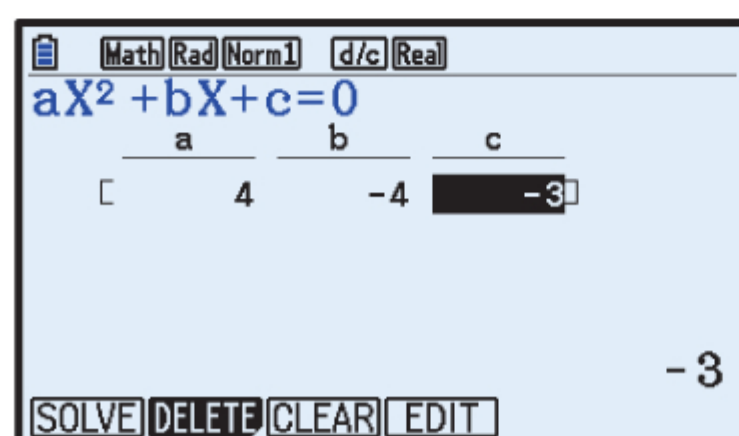 Math Rad Norm1 d/c Real
aX² +bX+c=0
a b c
[ 4 -4 -3 ]
-3
SOLVE DELETE CLEAR EDIT